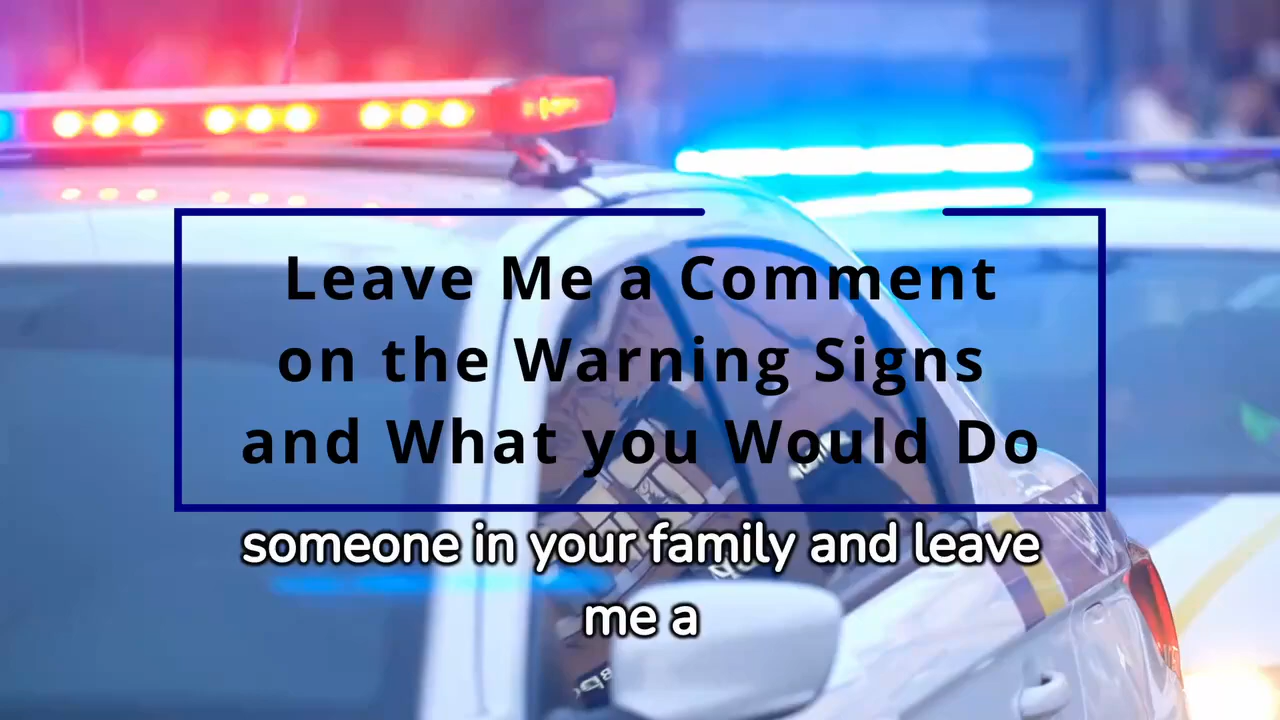 Leave Me a Comment
on the Warning Signs
and What you Would Do
someone in your family and leave
me a